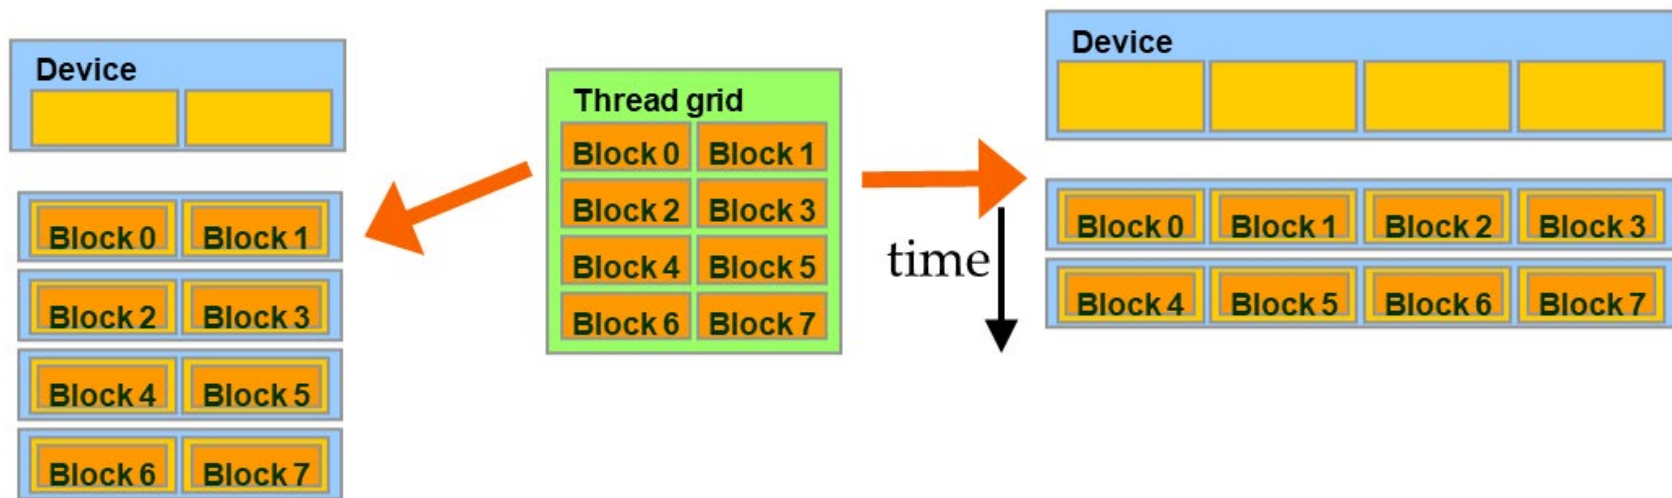 Device
Block 0 Block 1
Block 2 Block 3
Block 4 Block 5
Block 6 Block 7
Thread grid
Block 0 Block 1
Block 2 Block 3
Block 4 Block 5
Block 6 Block 7
time
Device
Block 0 Block 1 Block 2 Block 3
Block 4 Block 5 Block 6 Block 7